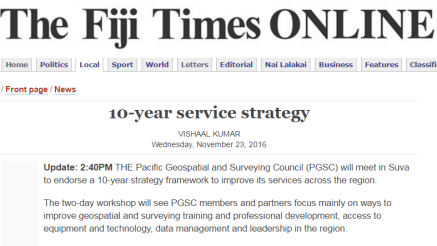 The Fiji Times ONLINE
Home Politics Local Sport World Letters Editorial Nai Lalakai Business Features Classifi
/ Front page / News
10-year service strategy
VISHAAL KUMAR
Wednesday, November 23, 2016
Update: 2:40PM THE Pacific Geospatial and Surveying Council (PGSC) will meet in Suva
to endorse a 10-year strategy framework to improve its services across the region.
The two-day workshop will see PGSC members and partners focus mainly on ways to
improve geospatial and surveying training and professional development, access to
equipment and technology, data management and leadership in the region.